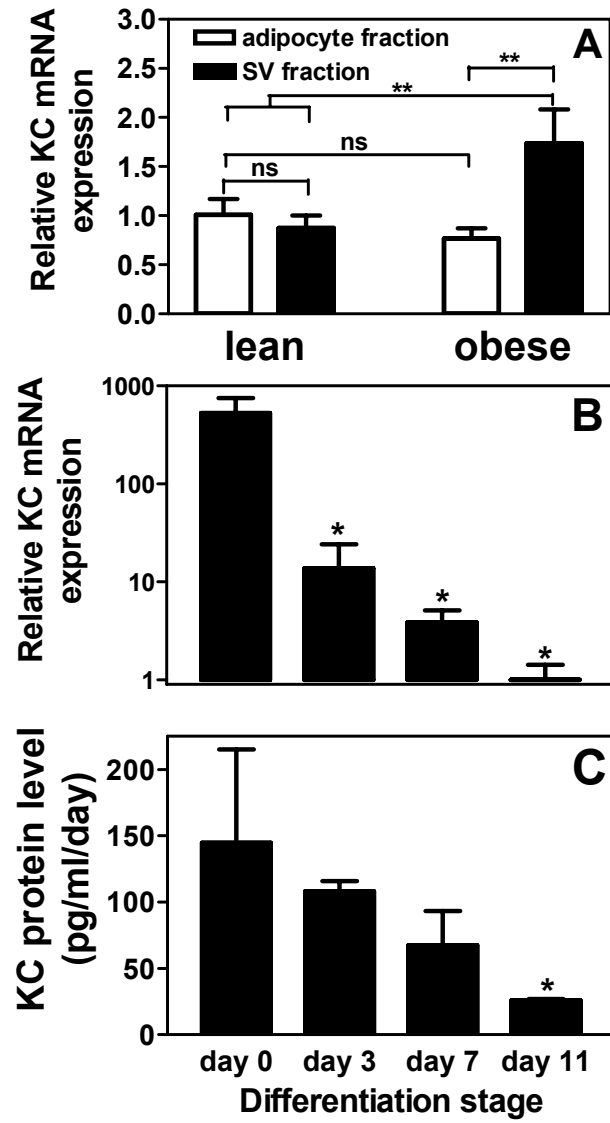 Relative KC mRNA
expression
3.0
2.5
2.0
1.5
1.0
0.5
0.0
adipocyte fraction
SV fraction
A
**
**
ns
ns
lean obese
Relative KC mRNA
expression
1000
100
10
1
B
*
*
*
KC protein level
(pg/ml/day)
200
150
100
50
0
C
*
day 0 day 3 day 7 day 11
Differentiation stage